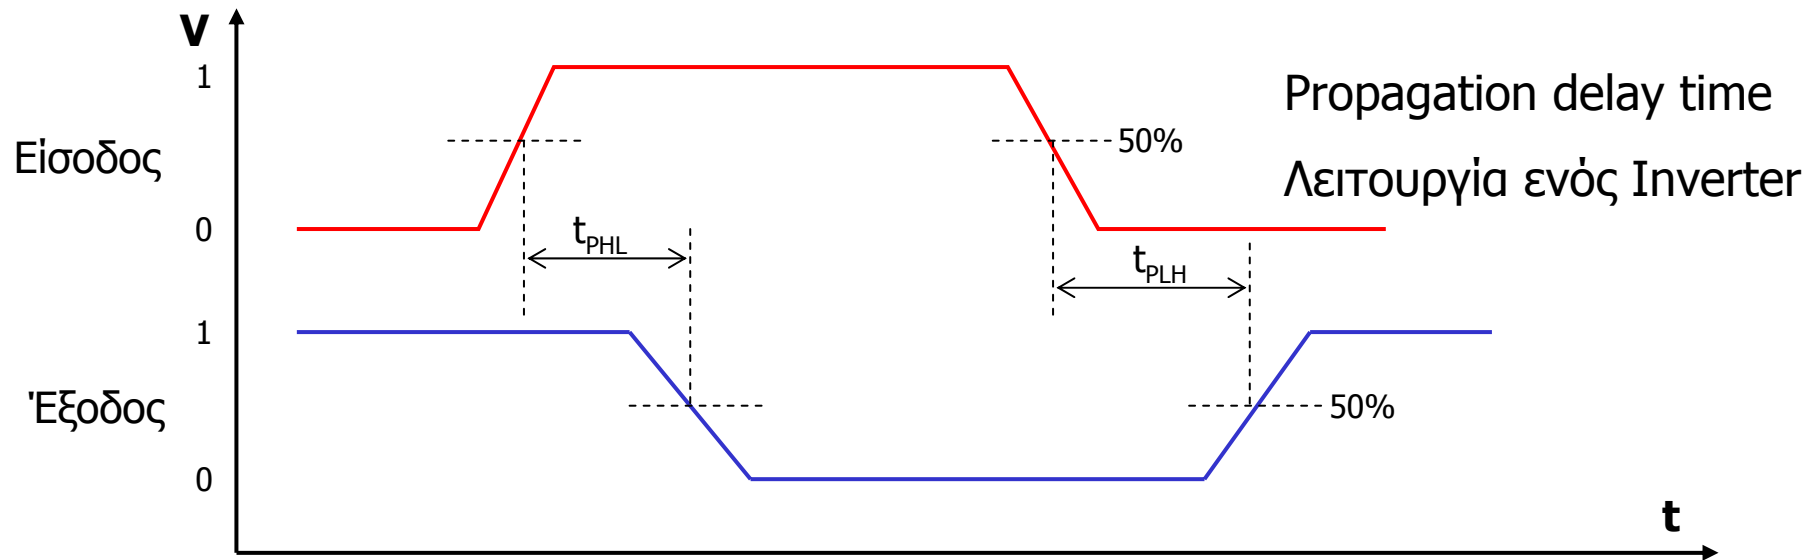 V
1
Propagation delay time
50%
Είσοδος
Λειτουργία ενός Inverter
0
tPHL
tPLH
1
Έξοδος
50%
0
t